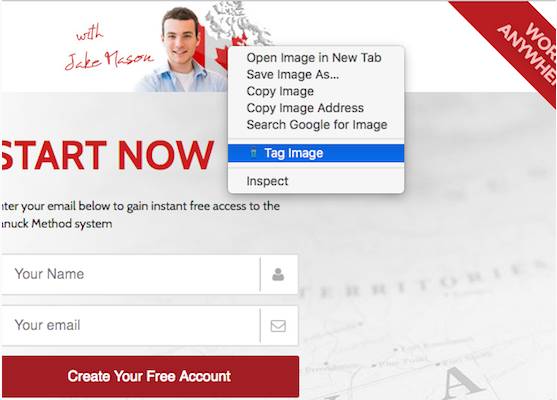 with
Jake Mason
WORK
ANYWHERE
Open Image in New Tab
Save Image As...
Copy Image
Copy Image Address
Search Google for Image
Tag Image
Inspect
START NOW
nter your email below to gain instant free access to the
anuck Method system
Your Name
TERRITORIES
Your email
Create Your Free Account
A